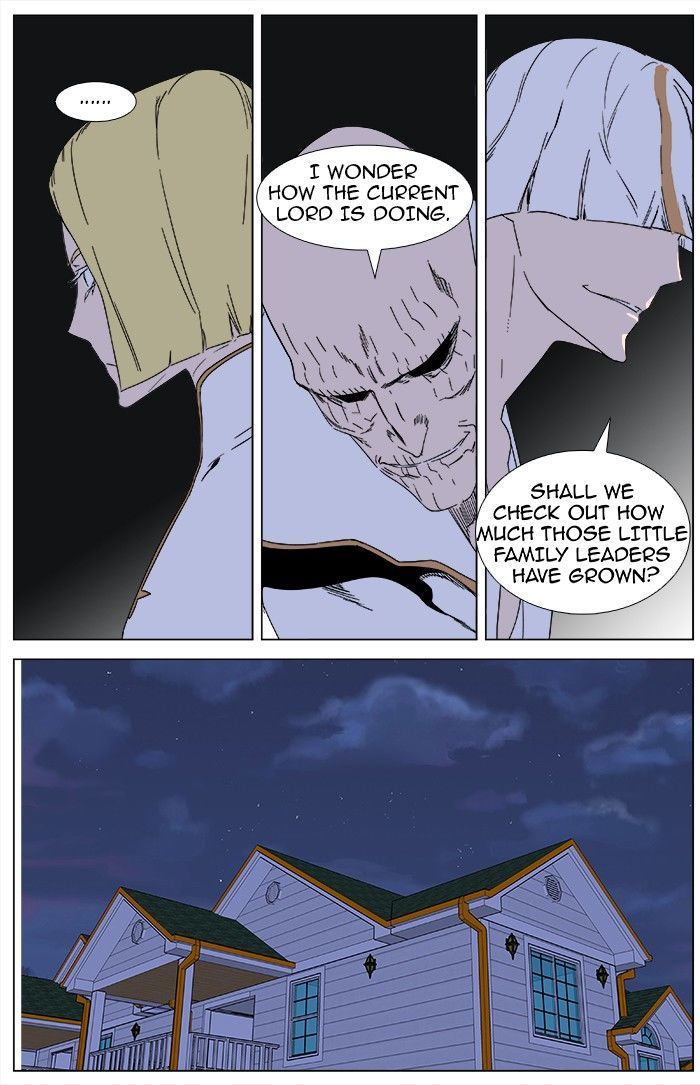 ......
I WONDER
HOW THE CURRENT
LORD IS DOING.
SHALL WE
CHECK OUT HOW
MUCH THOSE LITTLE
FAMILY LEADERS
HAVE GROWN?